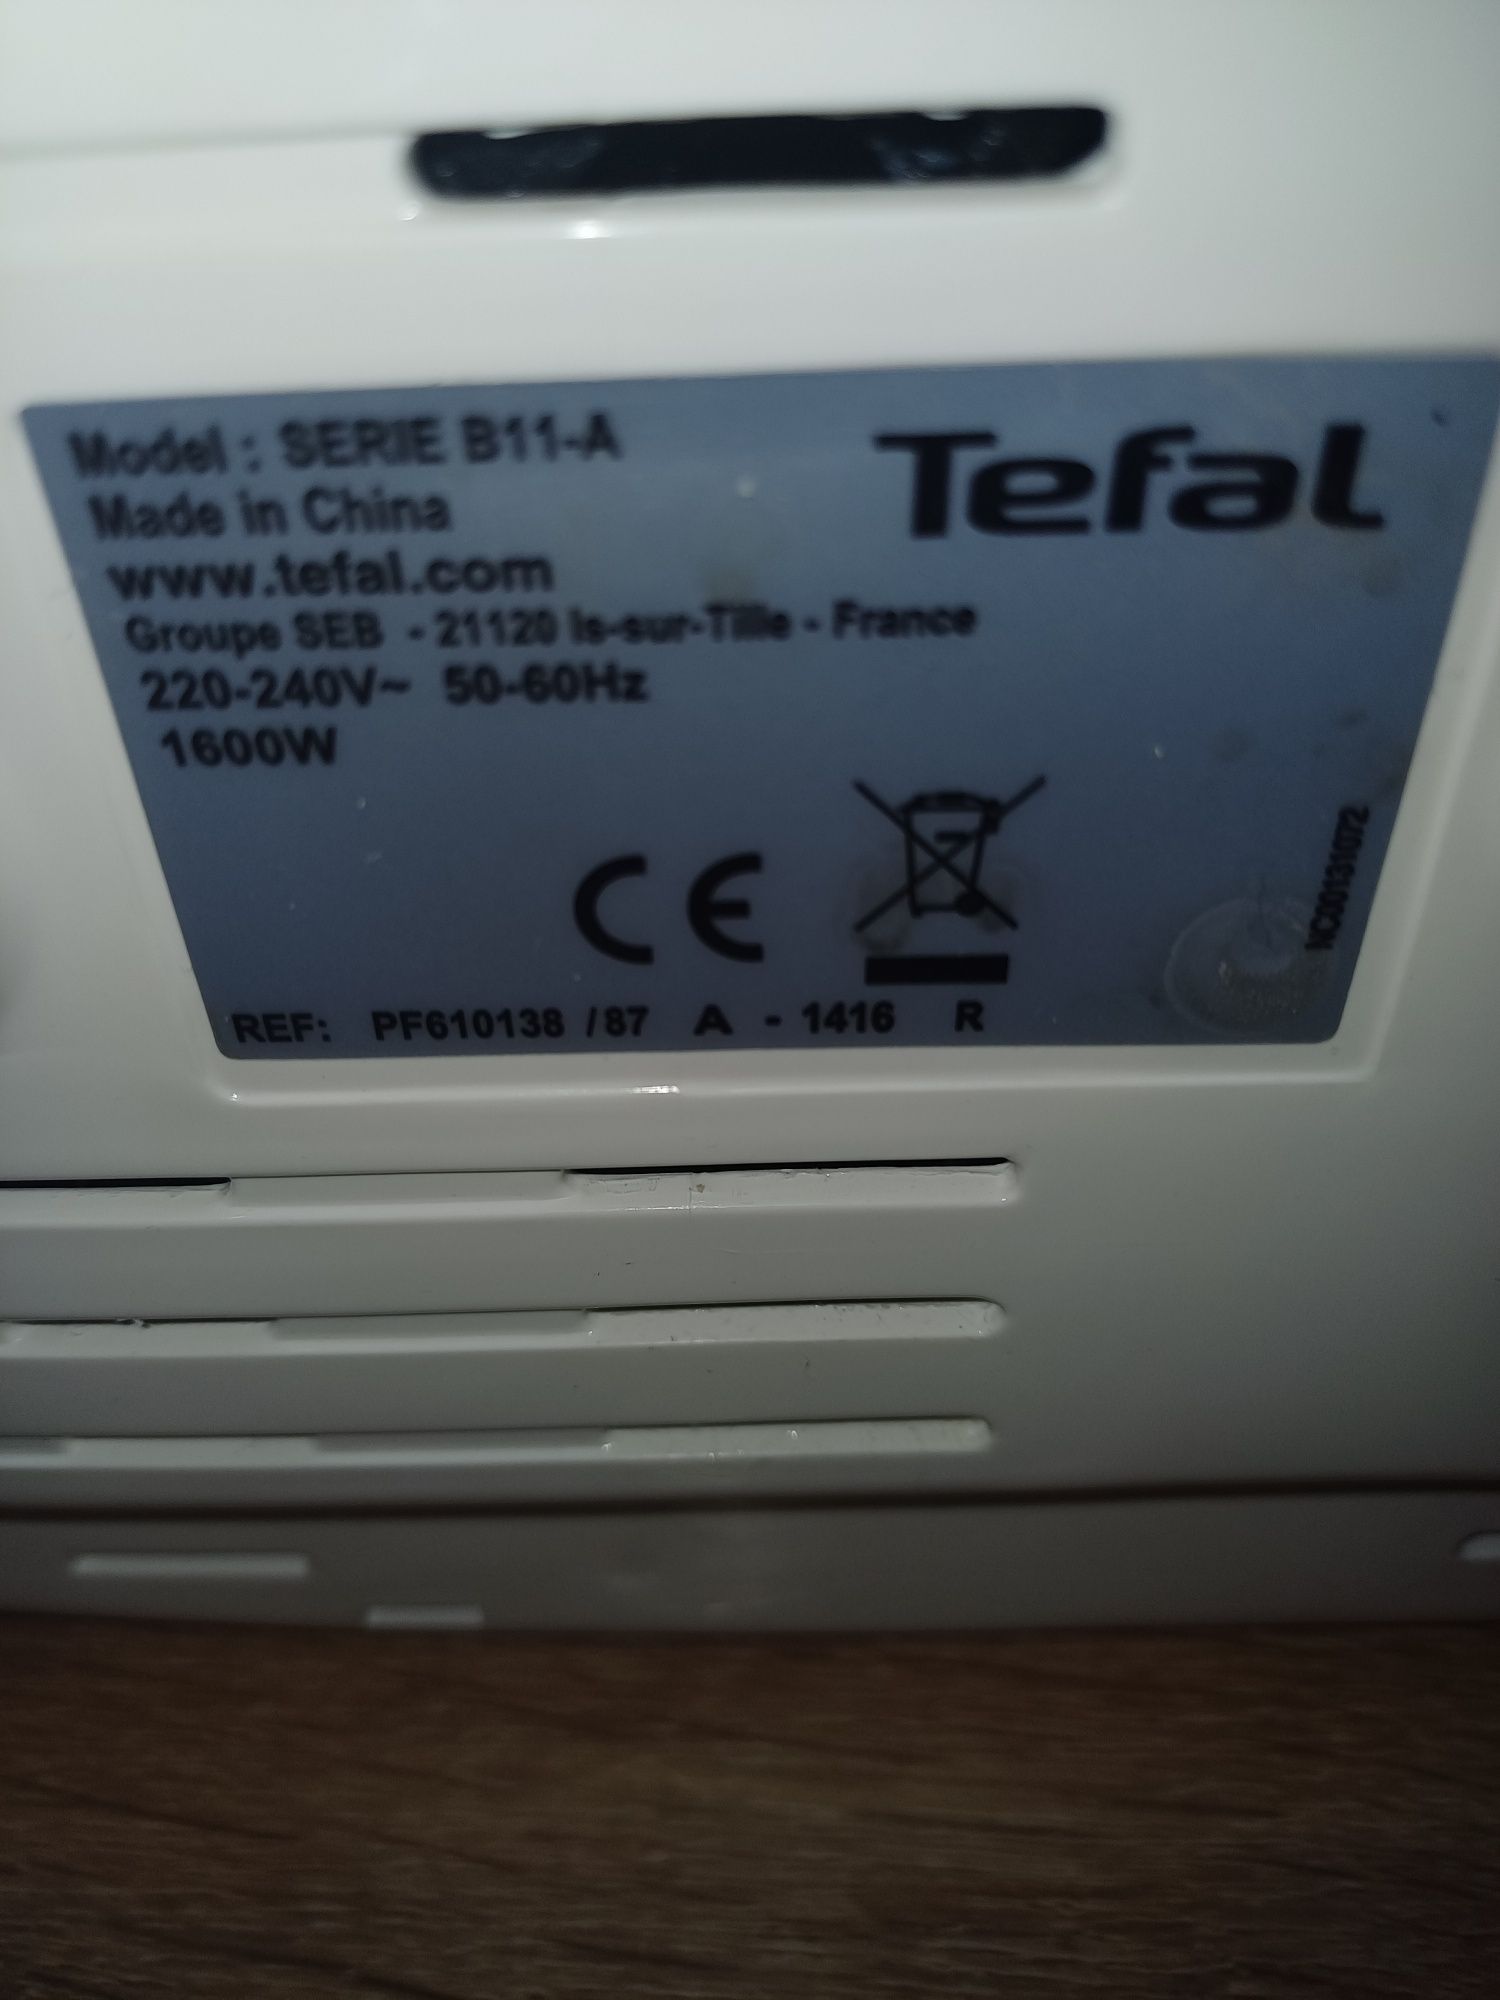 Model : SERIE B11-A
Tefal
Made in China
www.tefal.com
Groupe SEB - 21120 Is-sur-Tille - France
220-240V~ 50-60Hz
1600W
CE
NC00131072
REF: PF610138 /87 A - 1416 R